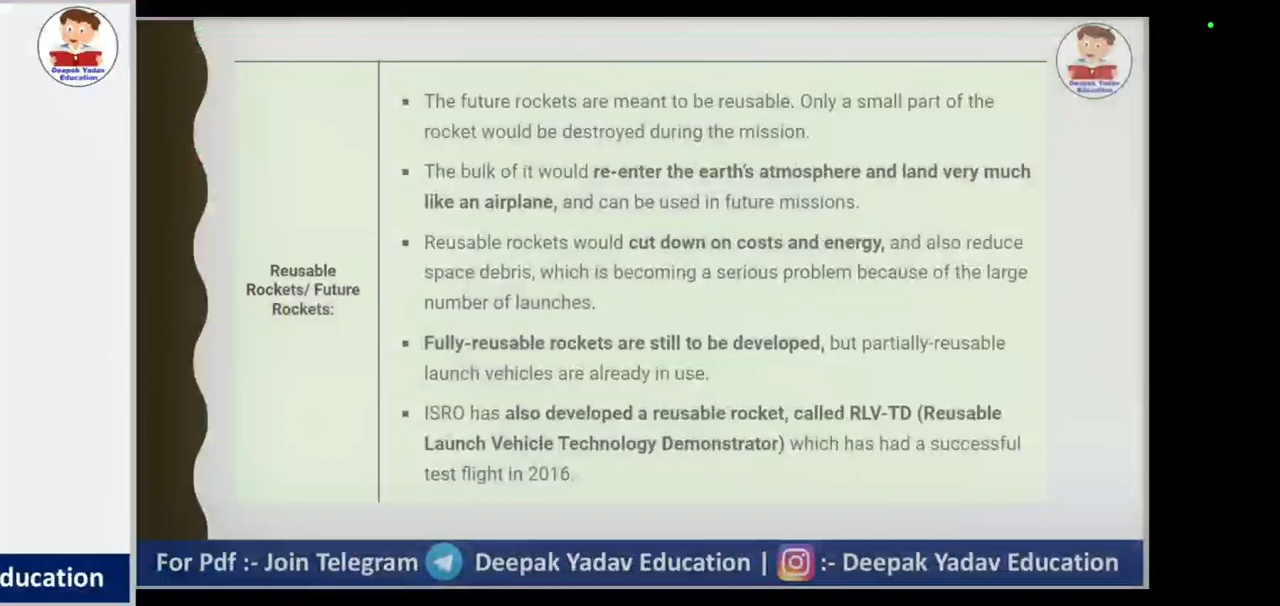 Deepak Yadav
Education
Deepak Yadav
Education
▪ The future rockets are meant to be reusable. Only a small part of the
rocket would be destroyed during the mission.
▪ The bulk of it would re-enter the earth's atmosphere and land very much
like an airplane, and can be used in future missions.
▪ Reusable rockets would cut down on costs and energy, and also reduce
space debris, which is becoming a serious problem because of the large
number of launches.
Reusable
Rockets/ Future
Rockets:
▪ Fully-reusable rockets are still to be developed, but partially-reusable
launch vehicles are already in use.
▪ ISRO has also developed a reusable rocket, called RLV-TD (Reusable
Launch Vehicle Technology Demonstrator) which has had a successful
test flight in 2016.
ducation
For Pdf :- Join Telegram Deepak Yadav Education | :- Deepak Yadav Education